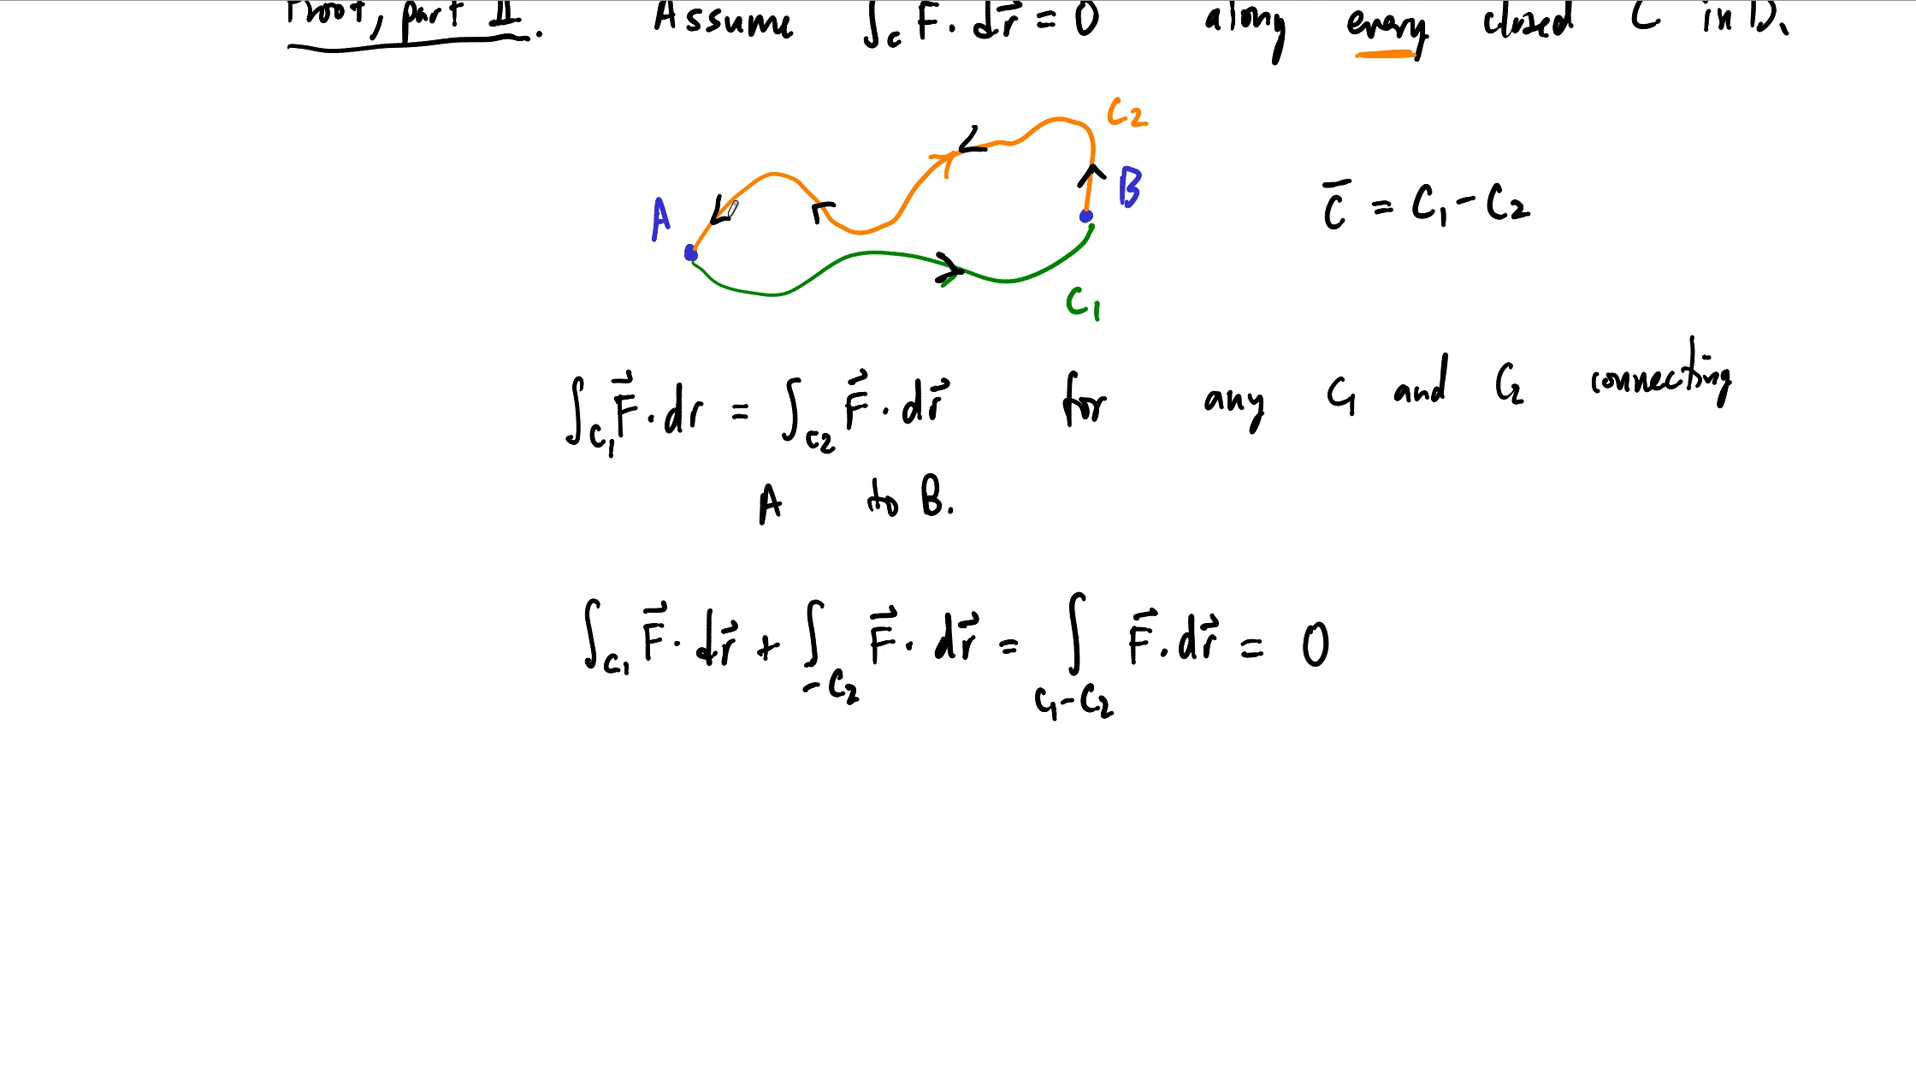 Proof, part II. Assume ∫_C F · dr⃗ = 0 along every closed C in D.
C2
A B C̄ = C₁ - C₂
C₁
∫_C₁ F⃗ · dr = ∫_C2 F⃗ · dr⃗ for any C₁ and C₂ connecting
A to B.
∫_C₁ F⃗ · dr⃗ + ∫_-C₂ F⃗ · dr⃗ = ∫_C₁-C₂ F⃗ · dr⃗ = 0